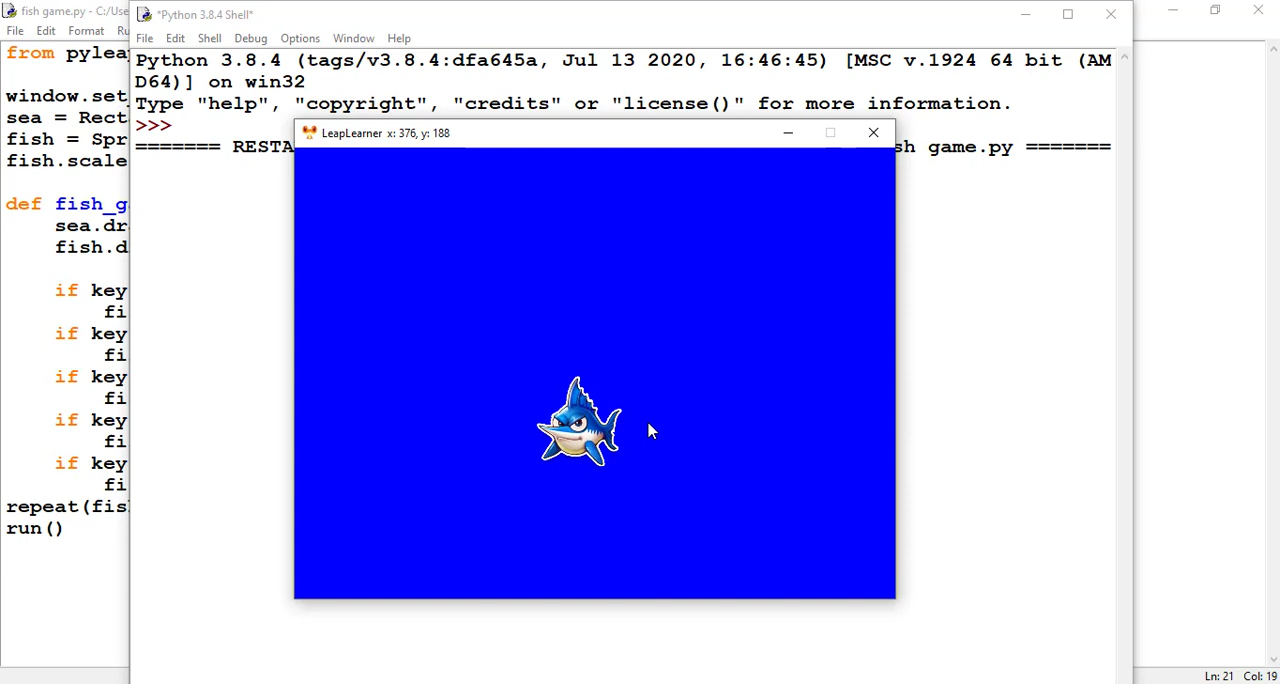 fish game.py - C:/Use
File Edit Format Ru
from pylea
window.set_
sea = Rect
fish = Spr
fish.scale
def fish_g
sea.dr
fish.d
if key
fi
if key
fi
if key
fi
if key
fi
if key
fi
repeat(fis
run()
*Python 3.8.4 Shell*
File Edit Shell Debug Options Window Help
Python 3.8.4 (tags/v3.8.4:dfa645a, Jul 13 2020, 16:46:45) [MSC v.1924 64 bit (AM
D64)] on win32
Type "help", "copyright", "credits" or "license()" for more information.
>>>
======= RESTA sh game.py =======
LeapLearner x: 376, y: 188
Ln: 21 Col: 19